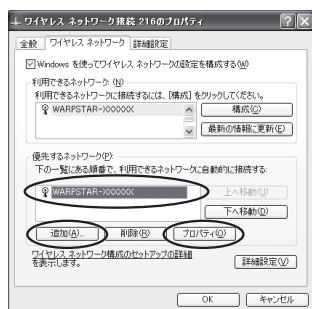 ワイヤレス ネットワーク接続 216のプロパティ
全般 ワイヤレス ネットワーク 詳細設定
Windows を使ってワイヤレス ネットワークの設定を構成する(W)
利用できるネットワーク: (N)
利用できるネットワークに接続するには、[構成] をクリックしてください。
WARPSTAR-XXXXXX
構成(C)
最新の情報に更新(E)
優先するネットワーク(P):
下の一覧にある順番で、利用できるネットワークに自動的に接続する:
WARPSTAR-XXXXXX
上へ移動(U)
下へ移動(D)
追加(A)... 削除(R) プロパティ(O)
ワイヤレス ネットワーク構成のセットアップの詳細
を表示します。
詳細設定(V)
OK キャンセル